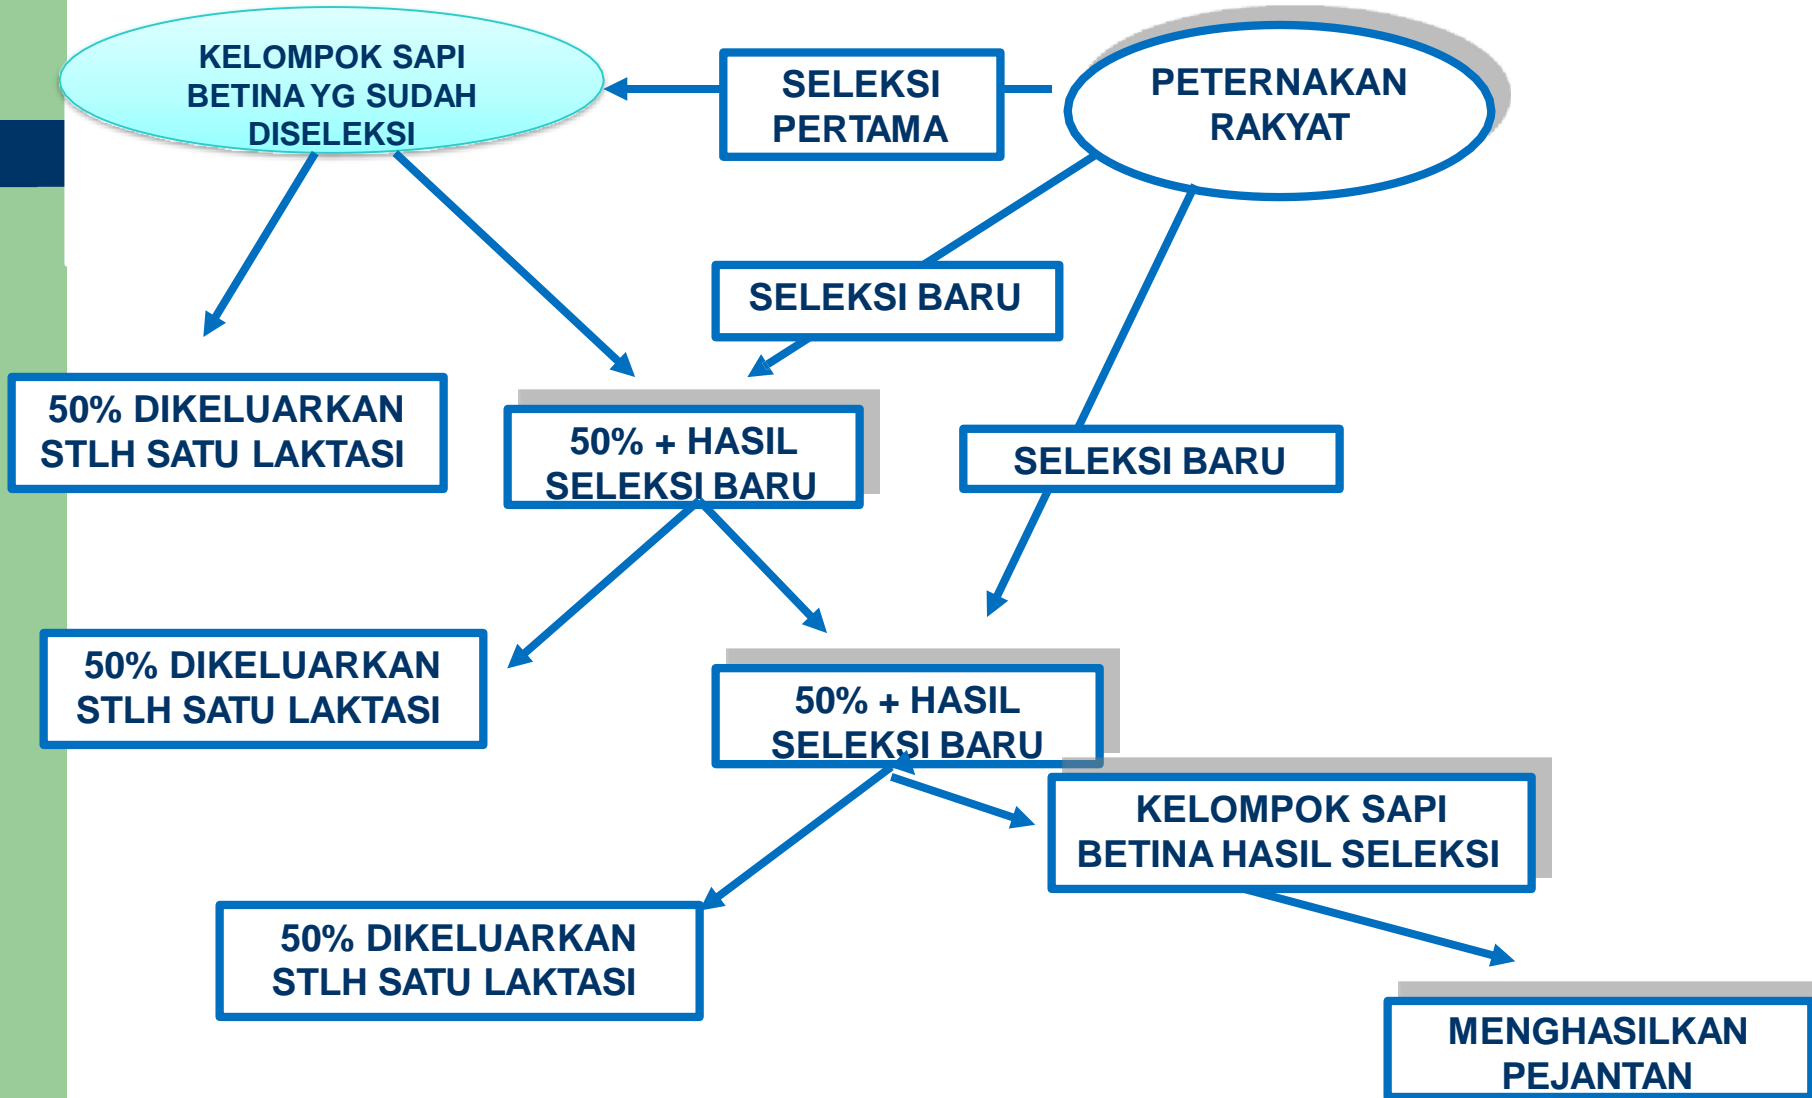 KELOMPOK SAPI
BETINA YG SUDAH
DISELEKSI
SELEKSI
PERTAMA
PETERNAKAN
RAKYAT
SELEKSI BARU
50% DIKELUARKAN
STLH SATU LAKTASI
50% + HASIL
SELEKSI BARU
SELEKSI BARU
50% DIKELUARKAN
STLH SATU LAKTASI
50% + HASIL
SELEKSI BARU
KELOMPOK SAPI
BETINA HASIL SELEKSI
50% DIKELUARKAN
STLH SATU LAKTASI
MENGHASILKAN
PEJANTAN